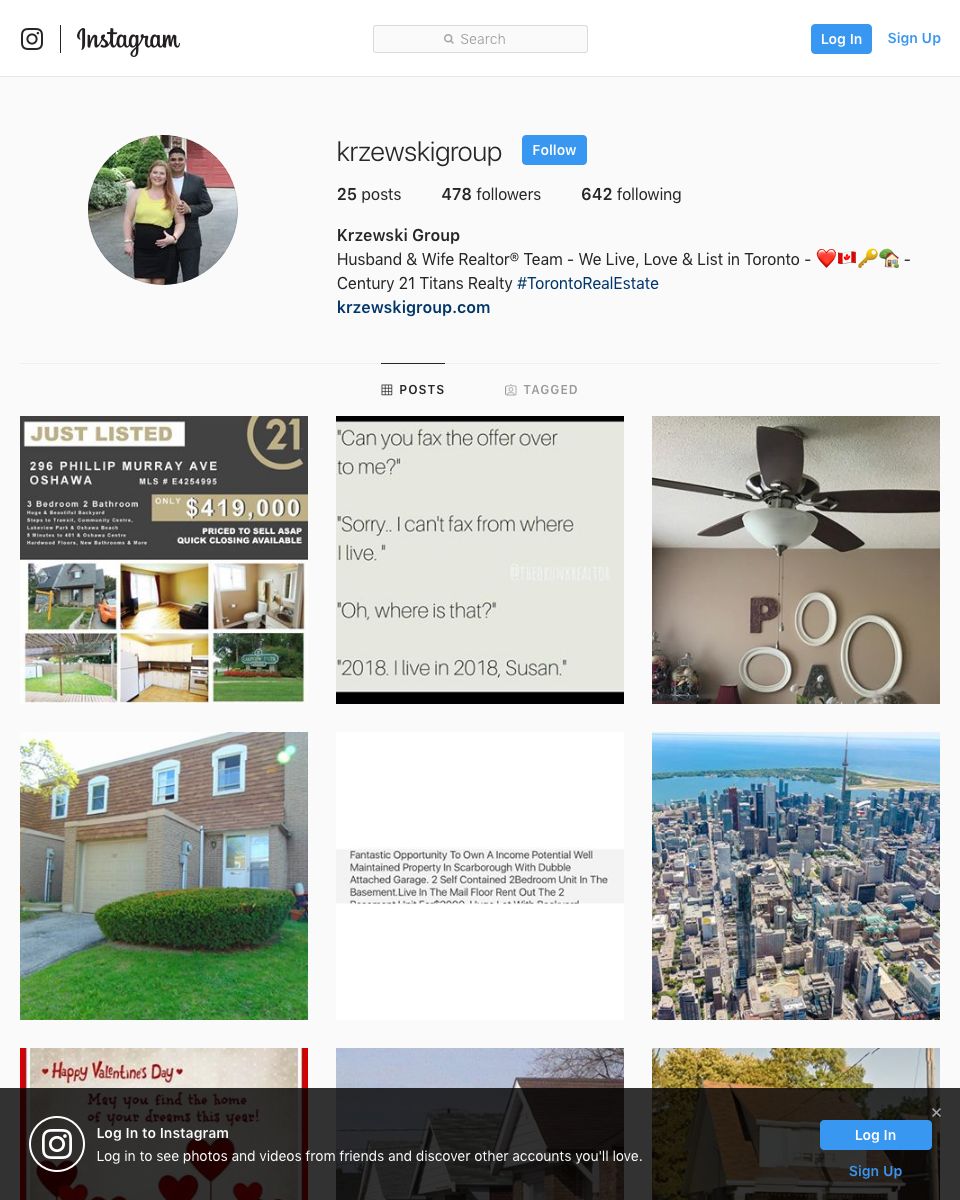 Instagram
Search
Log In
Sign Up
krzewskigroup
Follow
25 posts
478 followers
642 following
Krzewski Group
Husband & Wife Realtor® Team - We Live, Love & List in Toronto - ❤️🇨🇦🔑🏡 -
Century 21 Titans Realty #TorontoRealEstate
krzewskigroup.com
POSTS
TAGGED
JUST LISTED
21
296 PHILLIP MURRAY AVE
OSHAWA
MLS # E4254995
3 Bedroom 2 Bathroom
Huge & Beautiful Backyard
Steps to Transit, Community Centre,
Lakeview Park & Oshawa Beach
5 Minutes to 401 & Oshawa Centre
Hardwood Floors, New Bathrooms & More
ONLY $419,000
PRICED TO SELL ASAP
QUICK CLOSING AVAILABLE
"Can you fax the offer over
to me?"
"Sorry.. I can't fax from where
I live. "
@THEDRUNKREALTOR
"Oh, where is that?"
"2018. I live in 2018, Susan."
P
A
Fantastic Opportunity To Own A Income Potential Well
Maintained Property In Scarborough With Dubble
Attached Garage. 2 Self Contained 2Bedroom Unit In The
Basement.Live In The Mail Floor Rent Out The 2
Happy Valentine's Day
May you find the home
of your dreams this year!
Log In to Instagram
Log in to see photos and videos from friends and discover other accounts you'll love.
Log In
Sign Up